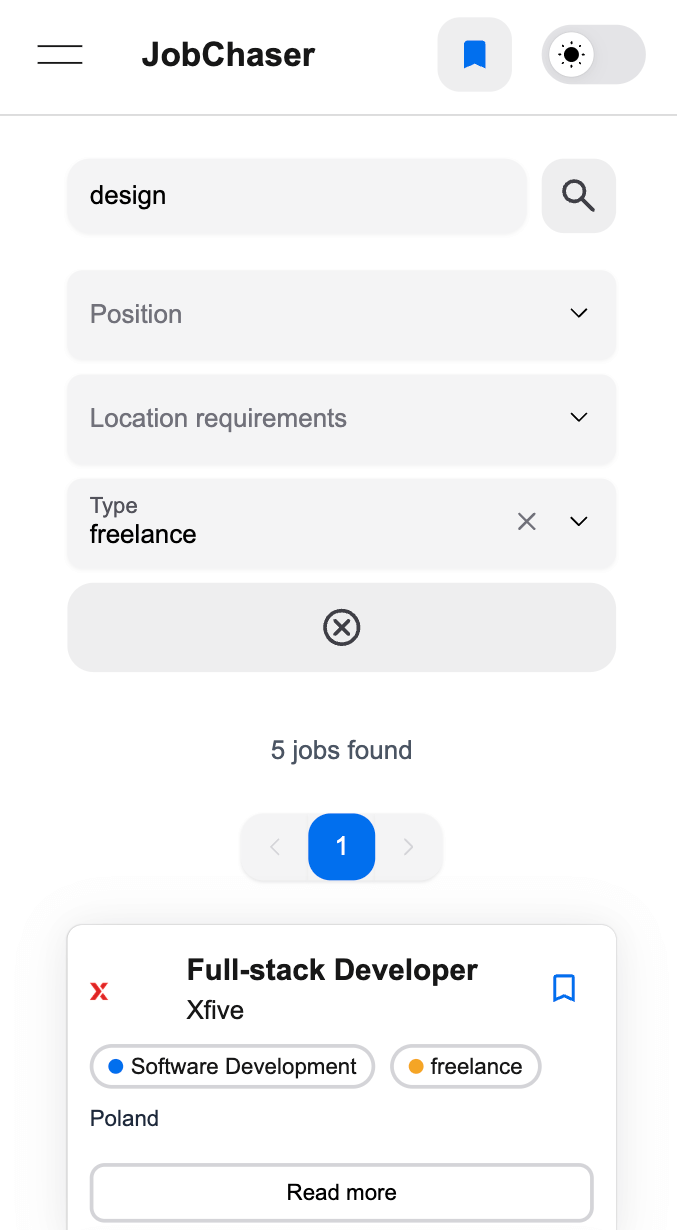 JobChaser
design
Position
Location requirements
Type
freelance
5 jobs found
1
Full-stack Developer
Xfive
Software Development
freelance
Poland
Read more